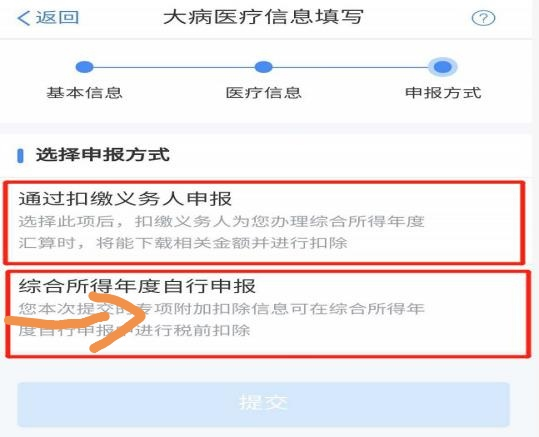 返回
大病医疗信息填写
?
基本信息
医疗信息
申报方式
选择申报方式
通过扣缴义务人申报
选择此项后，扣缴义务人为您办理综合所得年度
汇算时，将能下载相关金额并进行扣除
综合所得年度自行申报
您本次提交的专项附加扣除信息可在综合所得年
度自行申报中进行税前扣除
提交